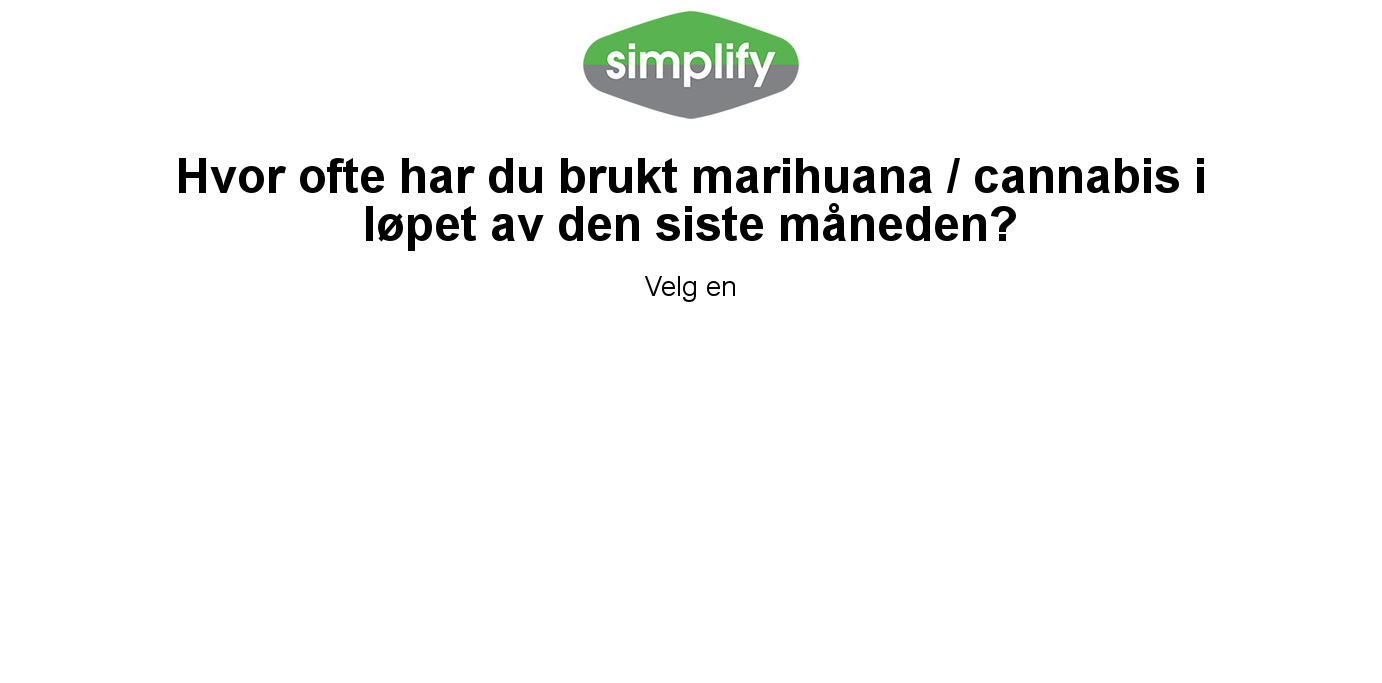 simplify
Hvor ofte har du brukt marihuana / cannabis i
løpet av den siste måneden?
Velg en